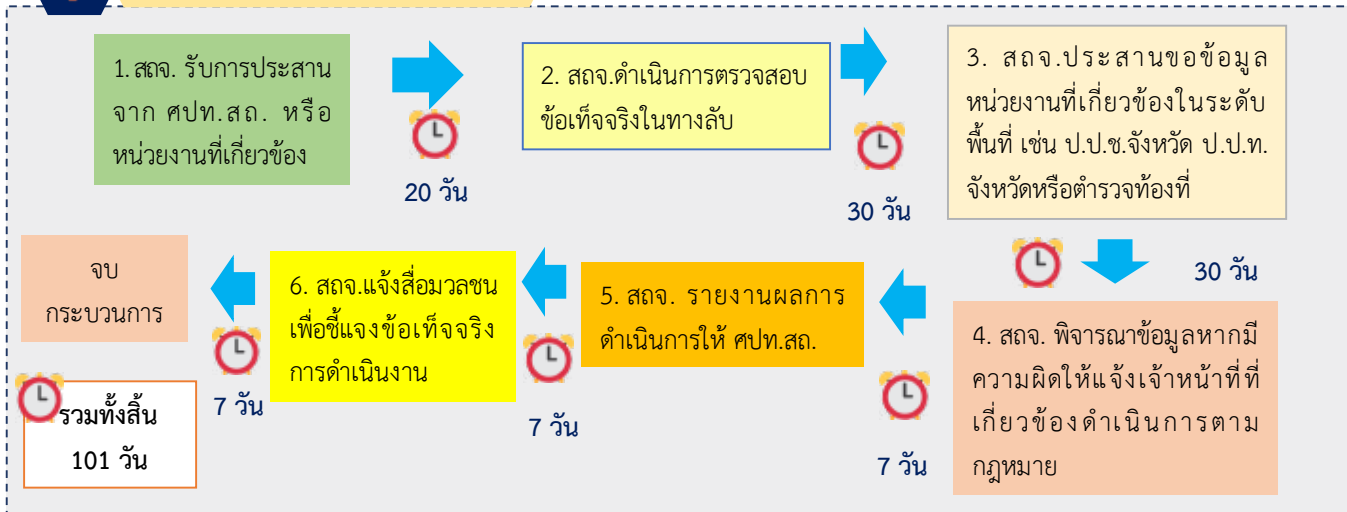 1. สถจ. รับการประสาน
จาก ศปท.สถ. หรือ
หน่วยงานที่เกี่ยวข้อง
20 วัน
2. สถจ.ดำเนินการตรวจสอบ
ข้อเท็จจริงในทางลับ
30 วัน
3. สถจ.ประสานขอข้อมูล
หน่วยงานที่เกี่ยวข้องในระดับ
พื้นที่ เช่น ป.ป.ช.จังหวัด ป.ป.ท.
จังหวัดหรือตำรวจท้องที่
30 วัน
4. สถจ. พิจารณาข้อมูลหากมี
ความผิดให้แจ้งเจ้าหน้าที่ที่
เกี่ยวข้องดำเนินการตาม
กฎหมาย
7 วัน
5. สถจ. รายงานผลการ
ดำเนินการให้ ศปท.สถ.
7 วัน
6. สถจ.แจ้งสื่อมวลชน
เพื่อชี้แจงข้อเท็จจริง
การดำเนินงาน
7 วัน
จบ
กระบวนการ
รวมทั้งสิ้น
101 วัน